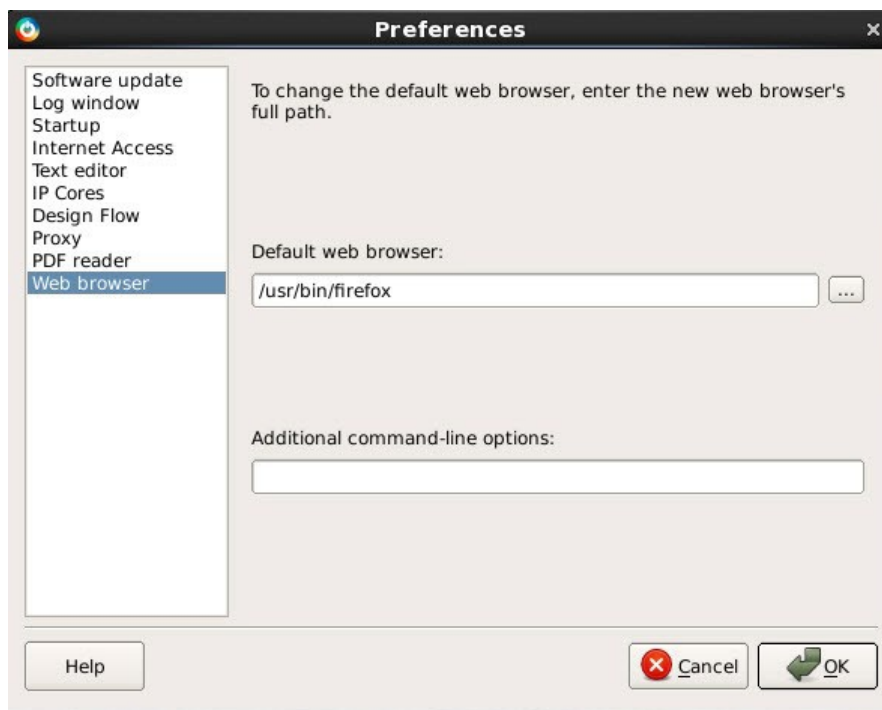 Preferences
Software update
Log window
Startup
Internet Access
Text editor
IP Cores
Design Flow
Proxy
PDF reader
Web browser
To change the default web browser, enter the new web browser's
full path.
Default web browser:
/usr/bin/firefox
...
Additional command-line options:
Help
Cancel
OK